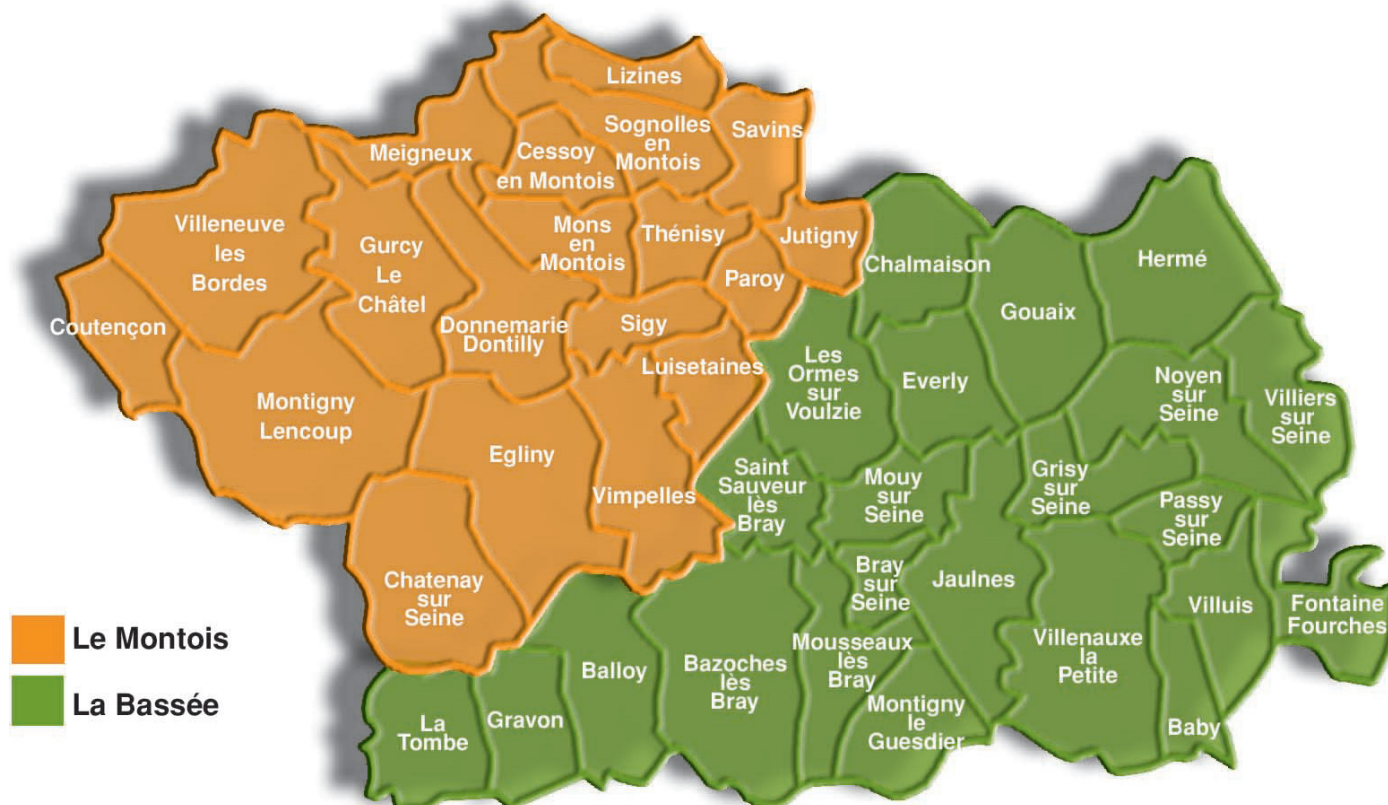 Lizines
Sognolles
en
Montois
Savins
Meigneux
Cessoy
en Montois
Villeneuve
les
Bordes
Gurcy
Le
Châtel
Mons
en
Montois
Thénisy
Jutigny
Paroy
Coutençon
Donnemarie
Dontilly
Sigy
Luisetaines
Montigny
Lencoup
Egliny
Vimpelles
Chatenay
sur
Seine
Chalmaison
Gouaix
Hermé
Les
Ormes
sur
Voulzie
Everly
Noyen
sur
Seine
Villiers
sur
Seine
Saint
Sauveur
lès
Bray
Mouy
sur
Seine
Grisy
sur
Seine
Passy
sur
Seine
Bray
sur
Seine
Jaulnes
Villuis
Fontaine
Fourches
Mousseaux
lès
Bray
Villenauxe
la
Petite
Balloy
Bazoches
lès
Bray
Montigny
le
Guesdier
Baby
La
Tombe
Gravon
Le Montois
La Bassée